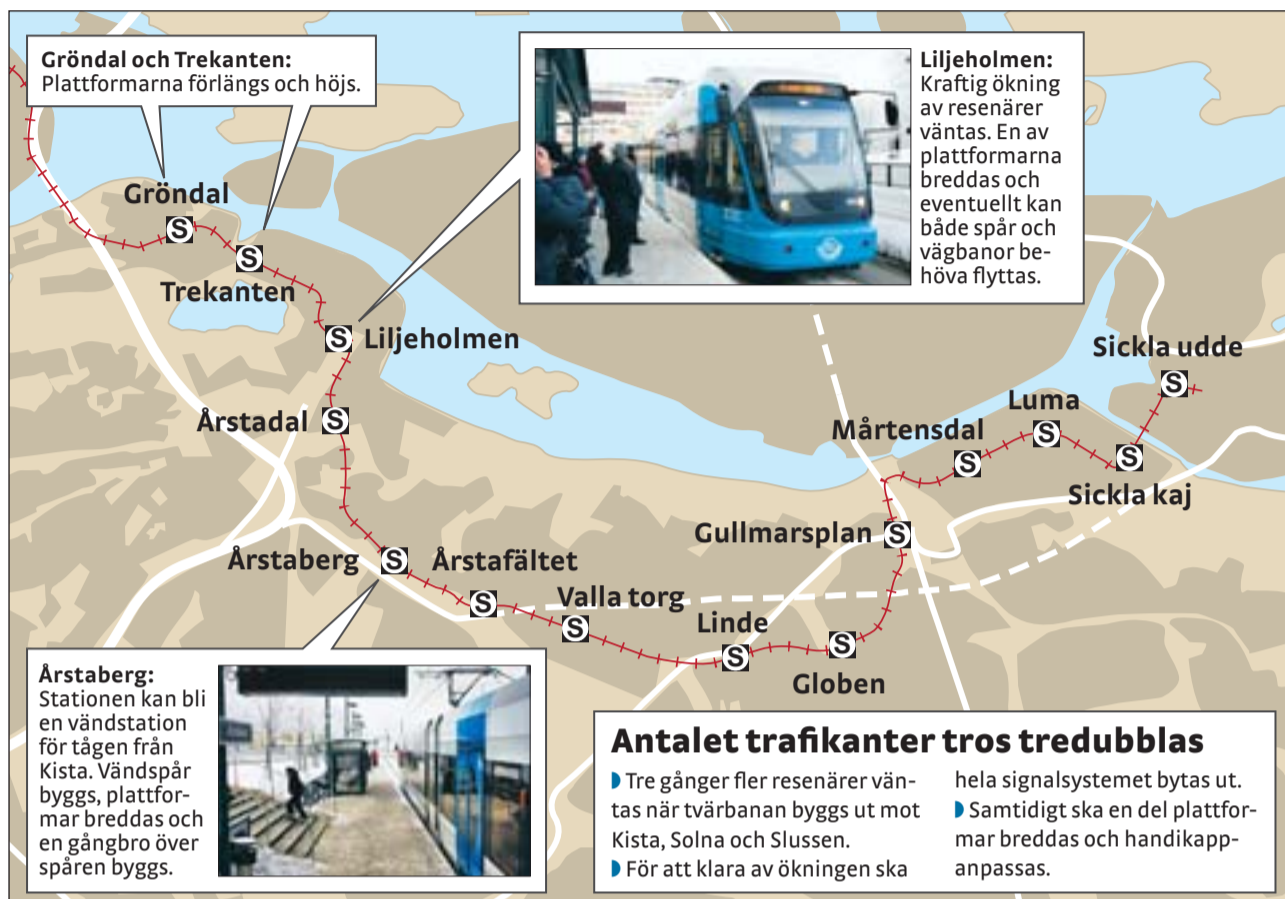 Gröndal och Trekanten:
Plattformarna förlängs och höjs.
Liljeholmen:
Kraftig ökning
av resenärer
väntas. En av
plattformarna
breddas och
eventuellt kan
både spår och
vägbanor be-
höva flyttas.
Gröndal
S
S
Trekanten
S
Liljeholmen
Årstadal
S
Årstaberg
S
Årstafältet
S
Valla torg
S
Linde
S
S
Globen
Gullmarsplan
S
Mårtensdal
S
Luma
S
S
Sickla kaj
Sickla udde
S
Årstaberg:
Stationen kan bli
en vändstation
för tågen från
Kista. Vändspår
byggs, plattfor-
mar breddas och
en gångbro över
spåren byggs.
Antalet trafikanter tros tredubblas
Tre gånger fler resenärer vän-
tas när tvärbanan byggs ut mot
Kista, Solna och Slussen.
För att klara av ökningen ska
hela signalsystemet bytas ut.
Samtidigt ska en del plattfor-
mar breddas och handikapp-
anpassas.